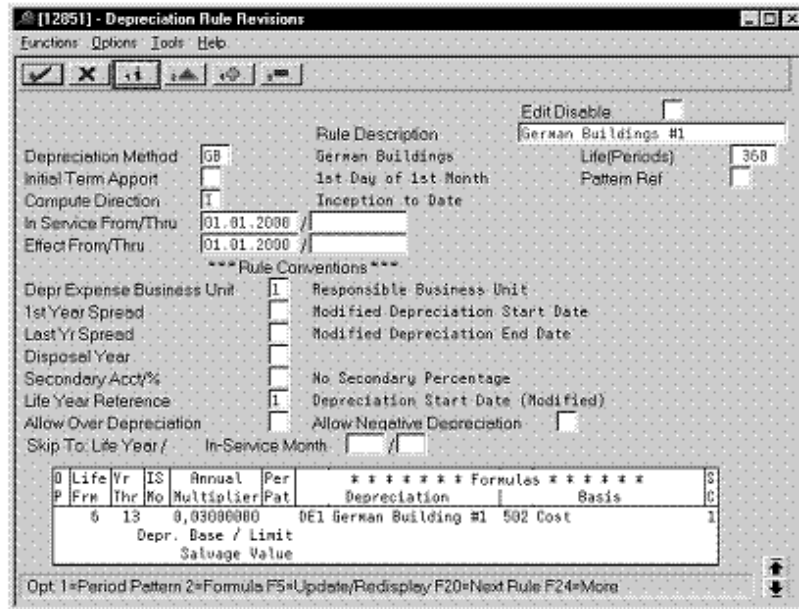 [12851] - Depreciation Rule Revisions
Functions Options Tools Help
Edit Disable
Rule Description German Buildings #1
Depreciation Method GB German Buildings Life(Periods) 360
Initial Term Apport 1st Day of 1st Month Pattern Ref
Compute Direction I Inception to Date
In Service From/Thru 01.01.2000 /
Effect From/Thru 01.01.2000 /
***Rule Conventions***
Depr Expense Business Unit 1 Responsible Business Unit
1st Year Spread Modified Depreciation Start Date
Last Yr Spread Modified Depreciation End Date
Disposal Year
Secondary Acct/% No Secondary Percentage
Life Year Reference 1 Depreciation Start Date (Modified)
Allow Over Depreciation Allow Negative Depreciation
Skip To: Life Year / In-Service Month /
O Life Yr IS Annual Per * * * * * * * Formulas * * * * * * S
P Frm Thr Mo Multiplier Pat Depreciation Basis C
6 13 0,03000000 DE1 German Building #1 502 Cost 1
Depr. Base / Limit
Salvage Value
Opt: 1=Period Pattern 2=Formula F5=Update/Redisplay F20=Next Rule F24=More